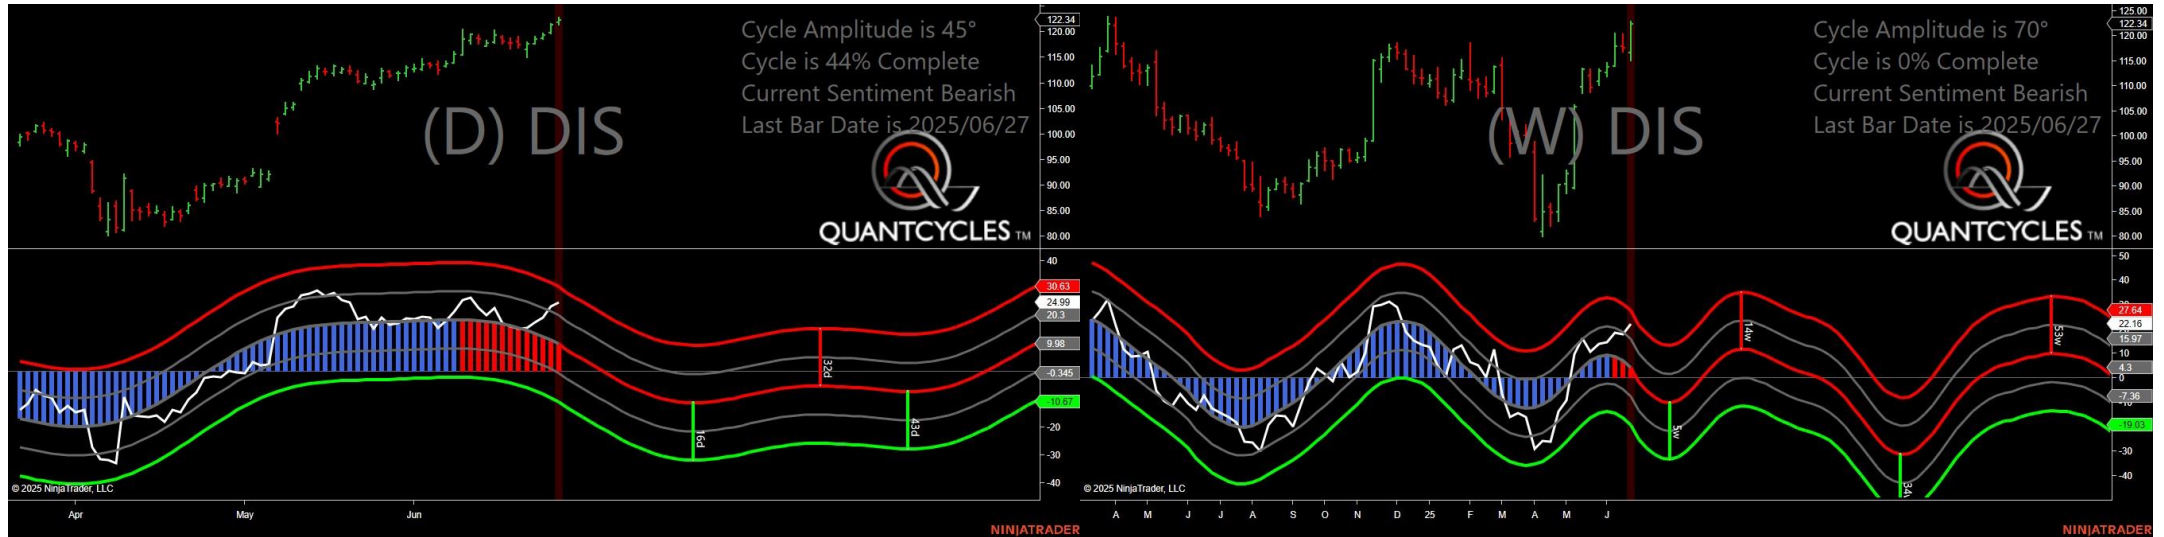 Cycle Amplitude is 45°
Cycle is 44% Complete
Current Sentiment Bearish
Last Bar Date is 2025/06/27
(D) DIS
QUANTCYCLES TM
122.34
120.00
115.00
110.00
105.00
100.00
95.00
90.00
85.00
80.00
40
30.63
24.99
20.3
9.98
-0.345
-10.67
-20
-30
-40
16d
32d
43d
© 2025 NinjaTrader, LLC
Apr May Jun
NINJATRADER
Cycle Amplitude is 70°
Cycle is 0% Complete
Current Sentiment Bearish
Last Bar Date is 2025/06/27
(W) DIS
QUANTCYCLES TM
125.00
122.34
120.00
115.00
110.00
105.00
100.00
95.00
90.00
85.00
80.00
50
40
27.64
22.16
15.97
10
4.3
0
-7.36
-19.03
-30
-40
5w
14w
53w
© 2025 NinjaTrader, LLC
A M J J A S O N D 25 F M A M J
NINJATRADER